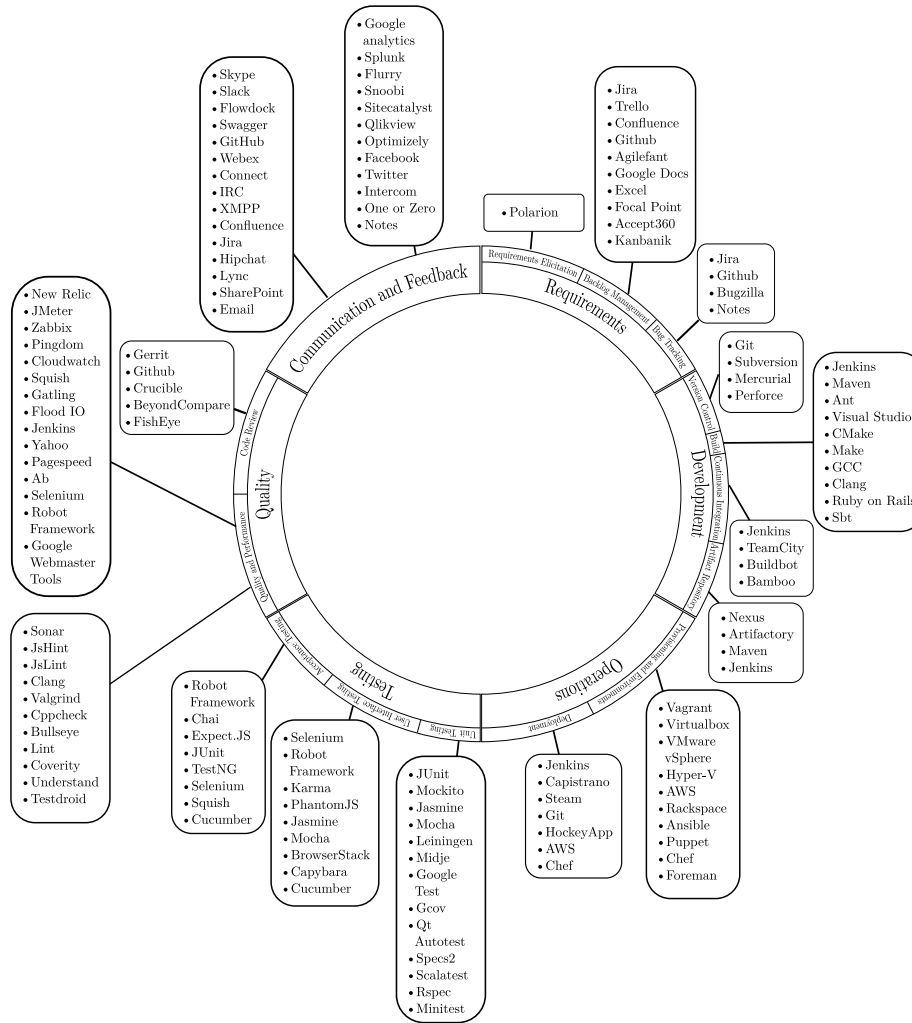 • Google
analytics
• Splunk
• Flurry
• Snoobi
• Sitecatalyst
• Qlikview
• Optimizely
• Facebook
• Twitter
• Intercom
• One or Zero
• Notes
• Skype
• Slack
• Flowdock
• Swagger
• GitHub
• Webex
• Connect
• IRC
• XMPP
• Confluence
• Jira
• Hipchat
• Lync
• SharePoint
• Email
• Jira
• Trello
• Confluence
• Github
• Agilefant
• Google Docs
• Excel
• Focal Point
• Accept360
• Kanbanik
• Polarion
• Jira
• Github
• Bugzilla
• Notes
• Git
• Subversion
• Mercurial
• Perforce
• Jenkins
• Maven
• Ant
• Visual Studio
• CMake
• Make
• GCC
• Clang
• Ruby on Rails
• Sbt
• Jenkins
• TeamCity
• Buildbot
• Bamboo
• Nexus
• Artifactory
• Maven
• Jenkins
• Vagrant
• Virtualbox
• VMware
vSphere
• Hyper-V
• AWS
• Rackspace
• Ansible
• Puppet
• Chef
• Foreman
• Jenkins
• Capistrano
• Steam
• Git
• HockeyApp
• AWS
• Chef
• JUnit
• Mockito
• Jasmine
• Mocha
• Leiningen
• Midje
• Google
Test
• Gcov
• Qt
Autotest
• Specs2
• Scalatest
• Rspec
• Minitest
• Selenium
• Robot
Framework
• Karma
• PhantomJS
• Jasmine
• Mocha
• BrowserStack
• Capybara
• Cucumber
• Robot
Framework
• Chai
• Expect.JS
• JUnit
• TestNG
• Selenium
• Squish
• Cucumber
• Sonar
• JsHint
• JsLint
• Clang
• Valgrind
• Cppcheck
• Bullseye
• Lint
• Coverity
• Understand
• Testdroid
• New Relic
• JMeter
• Zabbix
• Pingdom
• Cloudwatch
• Squish
• Gatling
• Flood IO
• Jenkins
• Yahoo
• Pagespeed
• Ab
• Selenium
• Robot
Framework
• Google
Webmaster
Tools
• Gerrit
• Github
• Crucible
• BeyondCompare
• FishEye
Communication and Feedback
Requirements
Requirements Elicitation
Backlog Management
Bug Tracking
Development
Version Control
Build
Continuous Integration
Artifact Repository
Operations
Provisioning and Environments
Deployment
Testing
Unit Testing
User Interface Testing
Acceptance Testing
Quality
Quality and Performance
Code Review